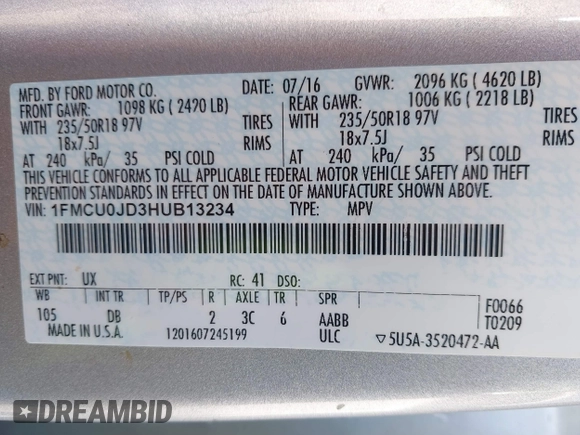 MFD. BY FORD MOTOR CO. DATE: 07/16 GVWR: 2096 KG (4620 LB)
FRONT GAWR: 1098 KG (2420 LB) REAR GAWR: 1006 KG (2218 LB)
WITH 235/50R18 97V TIRES WITH 235/50R18 97V TIRES
18x7.5J RIMS 18x7.5J RIMS
AT 240 kPa/ 35 PSI COLD AT 240 kPa/ 35 PSI COLD
THIS VEHICLE CONFORMS TO ALL APPLICABLE FEDERAL MOTOR VEHICLE SAFETY AND THEFT
PREVENTION STANDARDS IN EFFECT ON THE DATE OF MANUFACTURE SHOWN ABOVE.
VIN: 1FMCU0JD3HUB13234 TYPE: MPV
EXT PNT: UX RC: 41 DSO:
WB INT TR TP/PS R AXLE TR SPR F0066
105 DB 2 3C 6 AABB T0209
MADE IN U.S.A. 1201607245199 ULC ▽5U5A-3520472-AA
DREAMBID